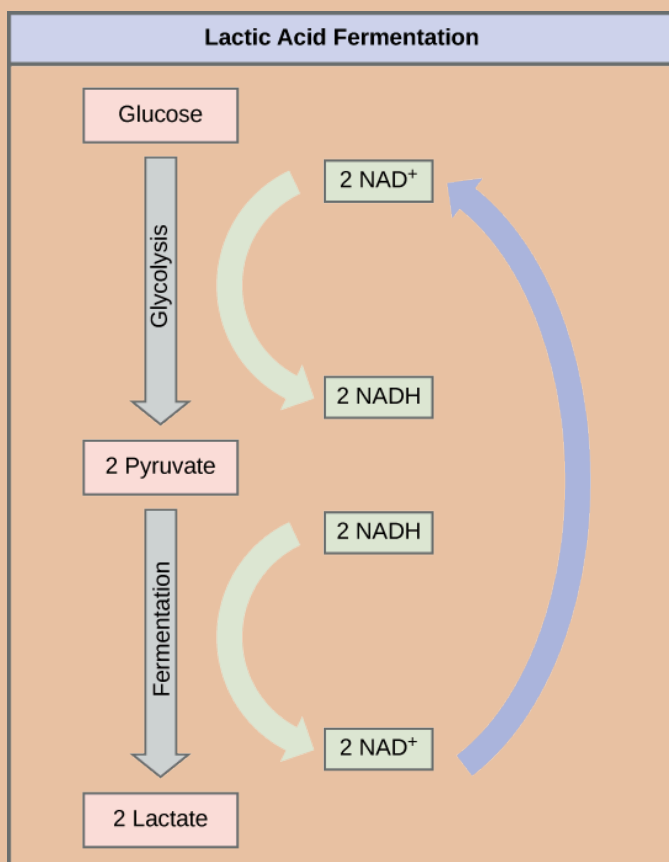 Lactic Acid Fermentation
Glucose
2 NAD⁺
Glycolysis
2 NADH
2 Pyruvate
2 NADH
Fermentation
2 NAD⁺
2 Lactate